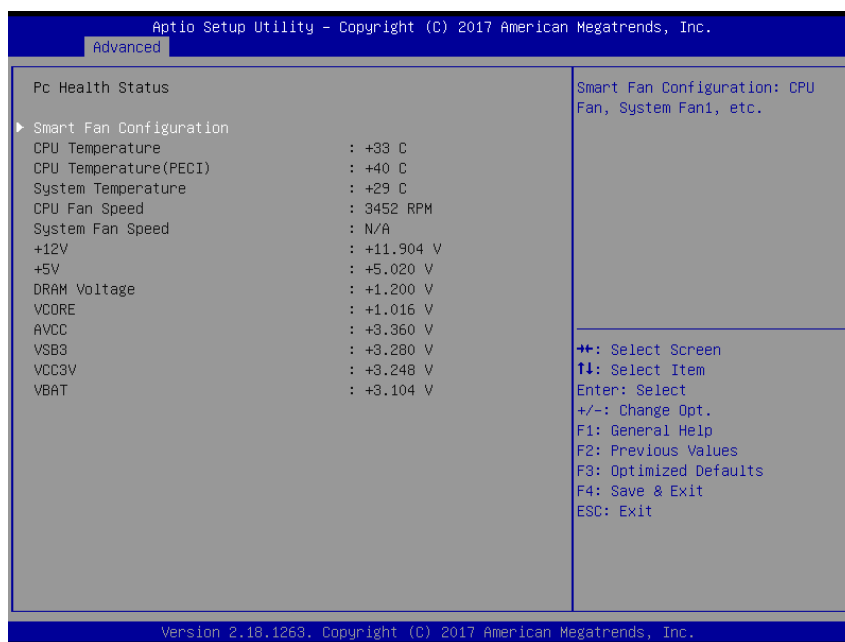 Aptio Setup Utility – Copyright (C) 2017 American Megatrends, Inc.
Advanced
Pc Health Status
Smart Fan Configuration
CPU Temperature : +33 C
CPU Temperature(PECI) : +40 C
System Temperature : +29 C
CPU Fan Speed : 3452 RPM
System Fan Speed : N/A
+12V : +11.904 V
+5V : +5.020 V
DRAM Voltage : +1.200 V
VCORE : +1.016 V
AVCC : +3.360 V
VSB3 : +3.280 V
VCC3V : +3.248 V
VBAT : +3.104 V
Smart Fan Configuration: CPU
Fan, System Fan1, etc.
→←: Select Screen
↑↓: Select Item
Enter: Select
+/-: Change Opt.
F1: General Help
F2: Previous Values
F3: Optimized Defaults
F4: Save & Exit
ESC: Exit
Version 2.18.1263. Copyright (C) 2017 American Megatrends, Inc.